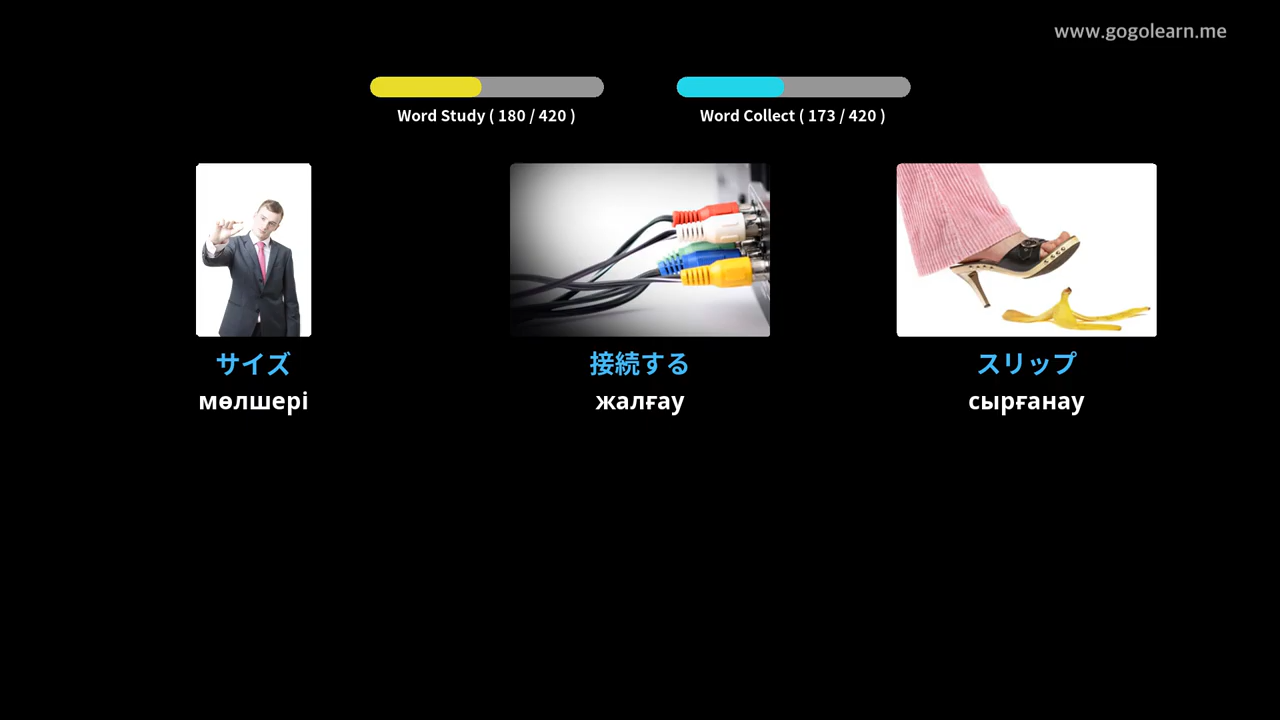 www.gogolearn.me
Word Study ( 180 / 420 )
Word Collect ( 173 / 420 )
サイズ
мөлшері
接続する
жалғау
スリップ
сырғанау